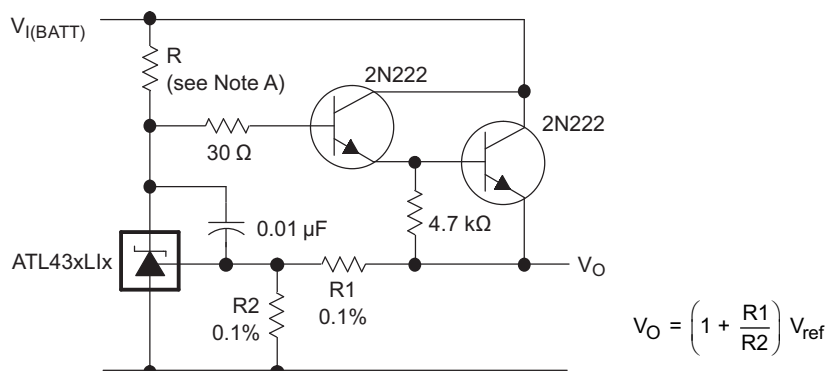 V_I(BATT)
R
(see Note A)
2N222
2N222
30 Ω
4.7 kΩ
0.01 µF
ATL43xLIx
V_O
R2
0.1%
R1
0.1%
V_O = (1 + R1/R2) V_ref